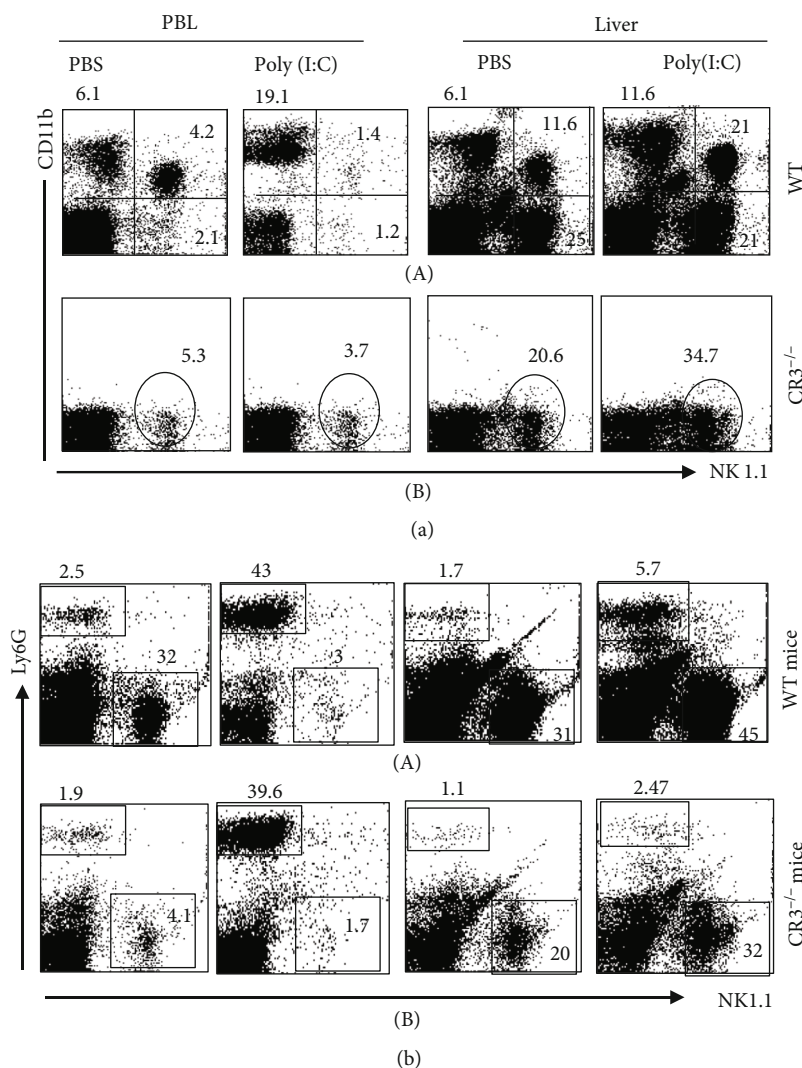 PBL Liver
PBS Poly (I:C) PBS Poly(I:C)
6.1 19.1 6.1 11.6
CD11b
4.2 1.4 11.6 21
2.1 1.2 25 21
WT
(A)
5.3 3.7 20.6 34.7
CR3−/−
NK 1.1
(B)
(a)
2.5 43 1.7 5.7
Ly6G
32 3 31 45
WT mice
(A)
1.9 39.6 1.1 2.47
4.1 1.7 20 32
CR3−/− mice
NK1.1
(B)
(b)